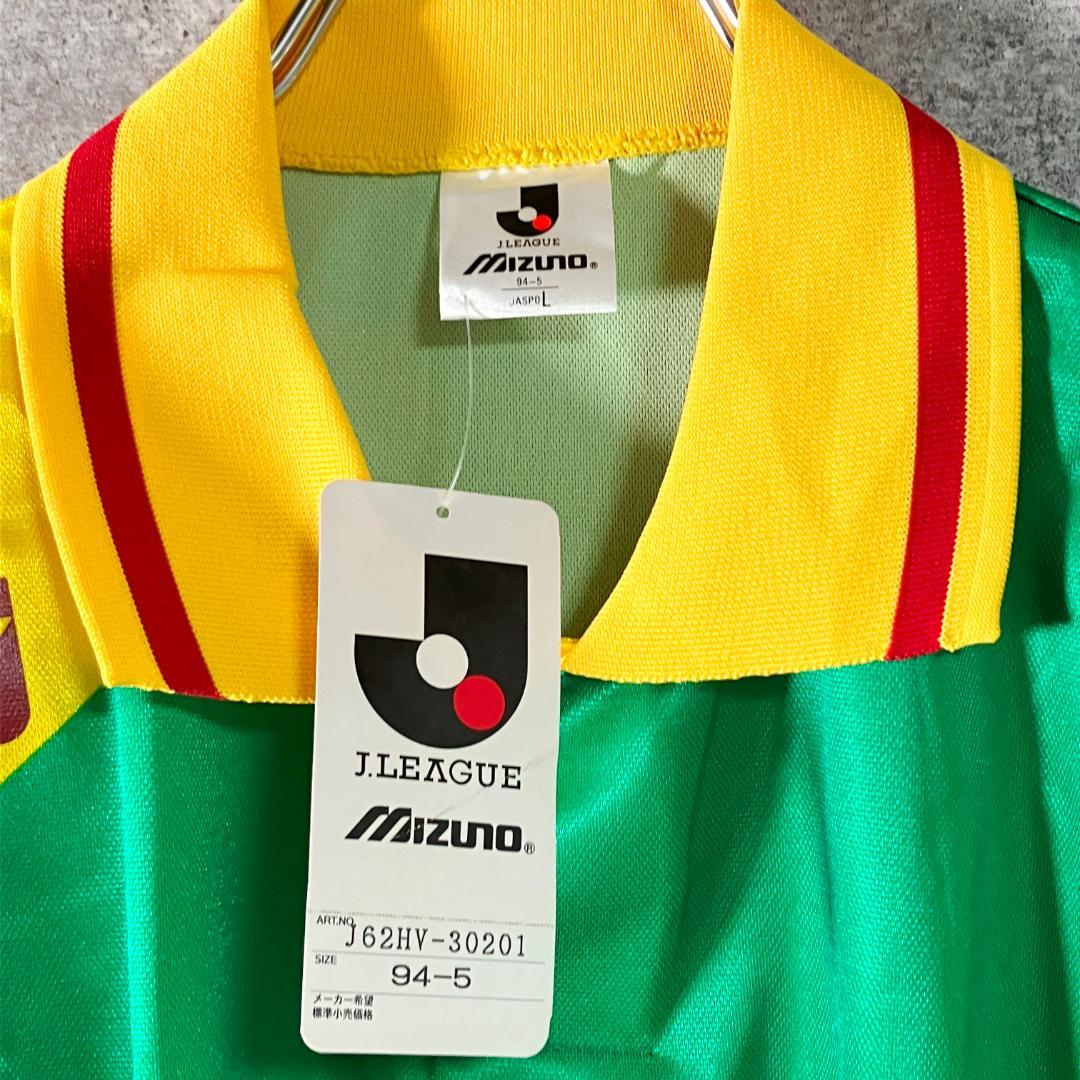 J.LEAGUE
MIZUNO®
94-5
JASPO L
J.LEAGUE
MIZUNO®
ART.NO.
J62HV-30201
SIZE
94-5
メーカー希望
標準小売価格